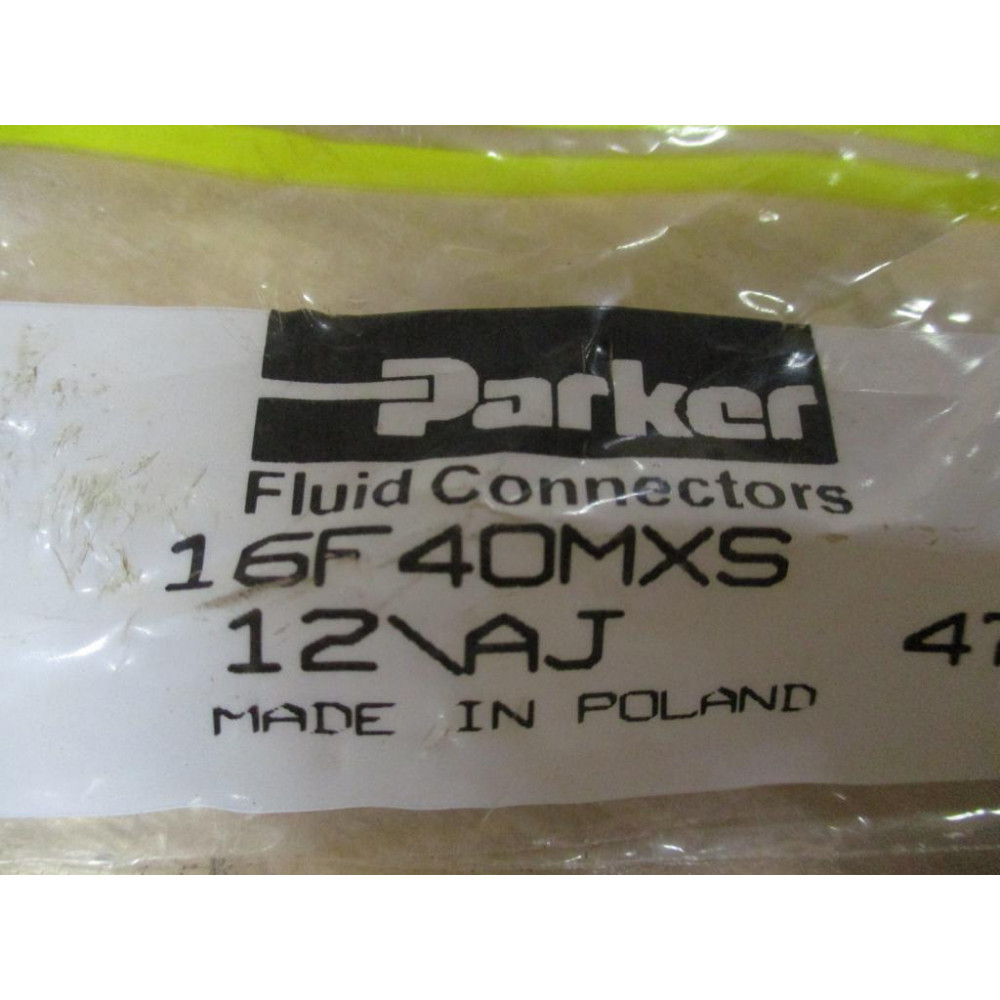 Parker
Fluid Connectors
16F40MXS
12\AJ
MADE IN POLAND